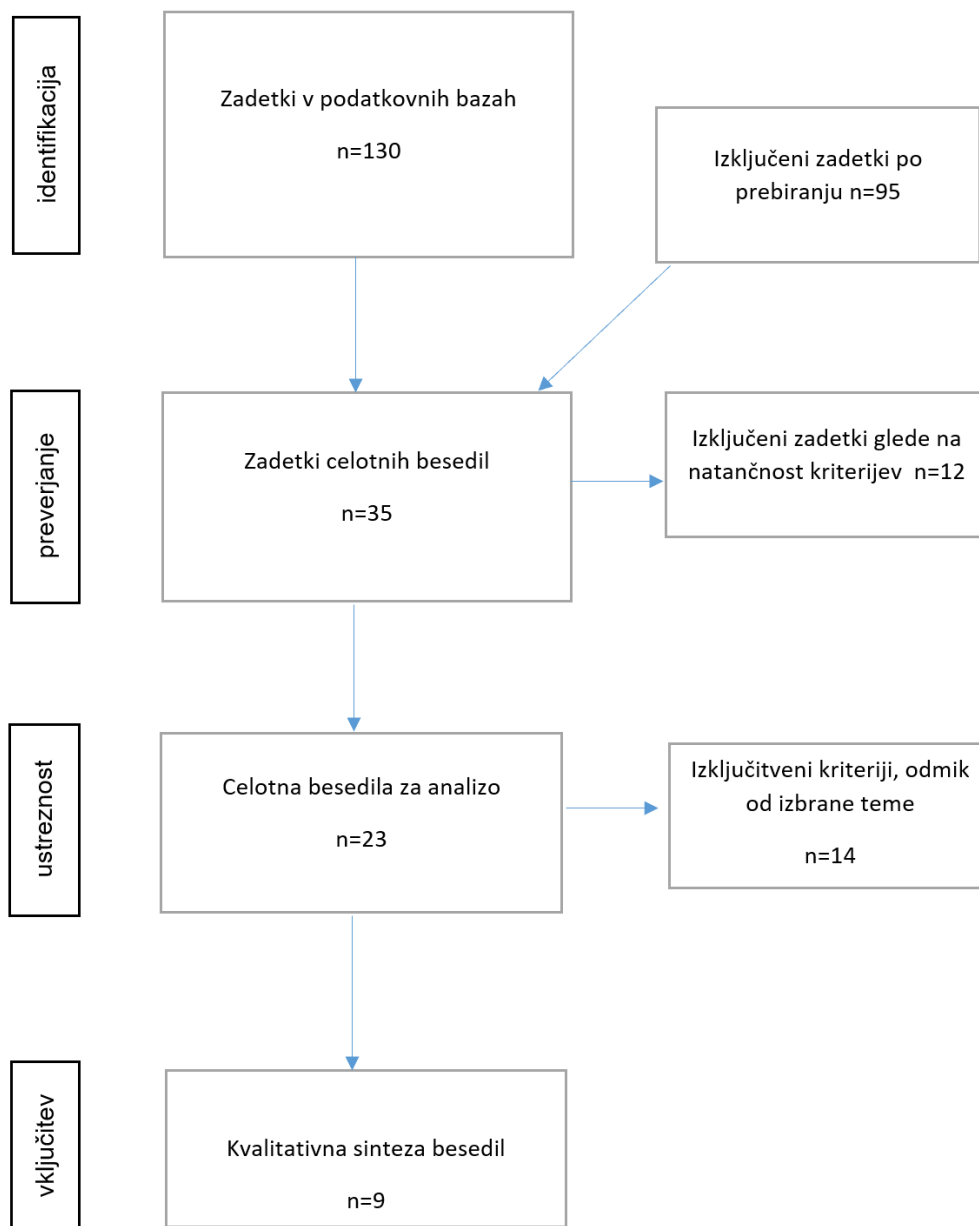 identifikacija
Zadetki v podatkovnih bazah
n=130
Izključeni zadetki po
prebiranju n=95
preverjanje
Zadetki celotnih besedil
n=35
Izključeni zadetki glede na
natančnost kriterijev n=12
ustreznost
Celotna besedila za analizo
n=23
Izključitveni kriteriji, odmik
od izbrane teme
n=14
vključitev
Kvalitativna sinteza besedil
n=9